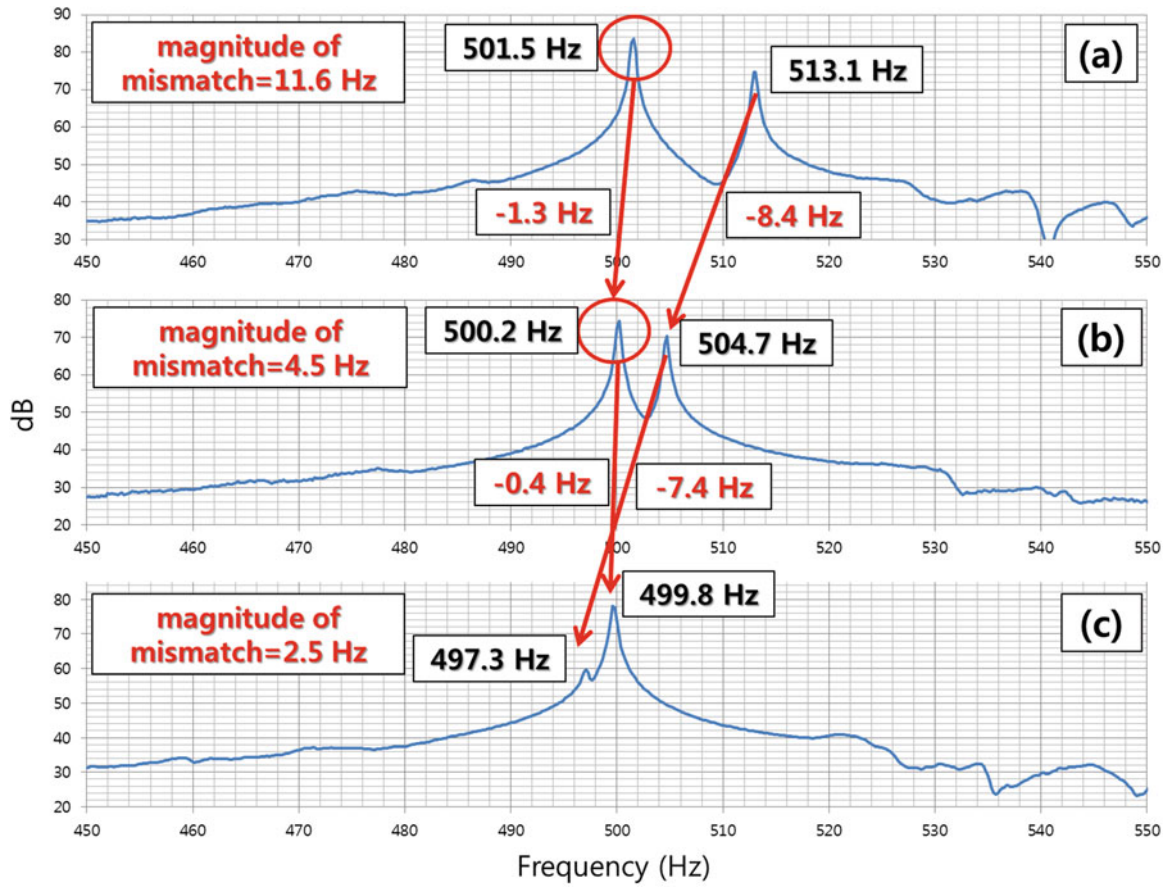 magnitude of
mismatch=11.6 Hz
501.5 Hz
513.1 Hz
(a)
90
80
70
60
50
40
30
-1.3 Hz
-8.4 Hz
450 460 470 480 490 500 510 520 530 540 550
magnitude of
mismatch=4.5 Hz
500.2 Hz
504.7 Hz
(b)
80
70
60
50
40
30
20
-0.4 Hz
-7.4 Hz
450 460 470 480 490 500 510 520 530 540 550
dB
magnitude of
mismatch=2.5 Hz
497.3 Hz
499.8 Hz
(c)
80
70
60
50
40
30
20
450 460 470 480 490 500 510 520 530 540 550
Frequency (Hz)